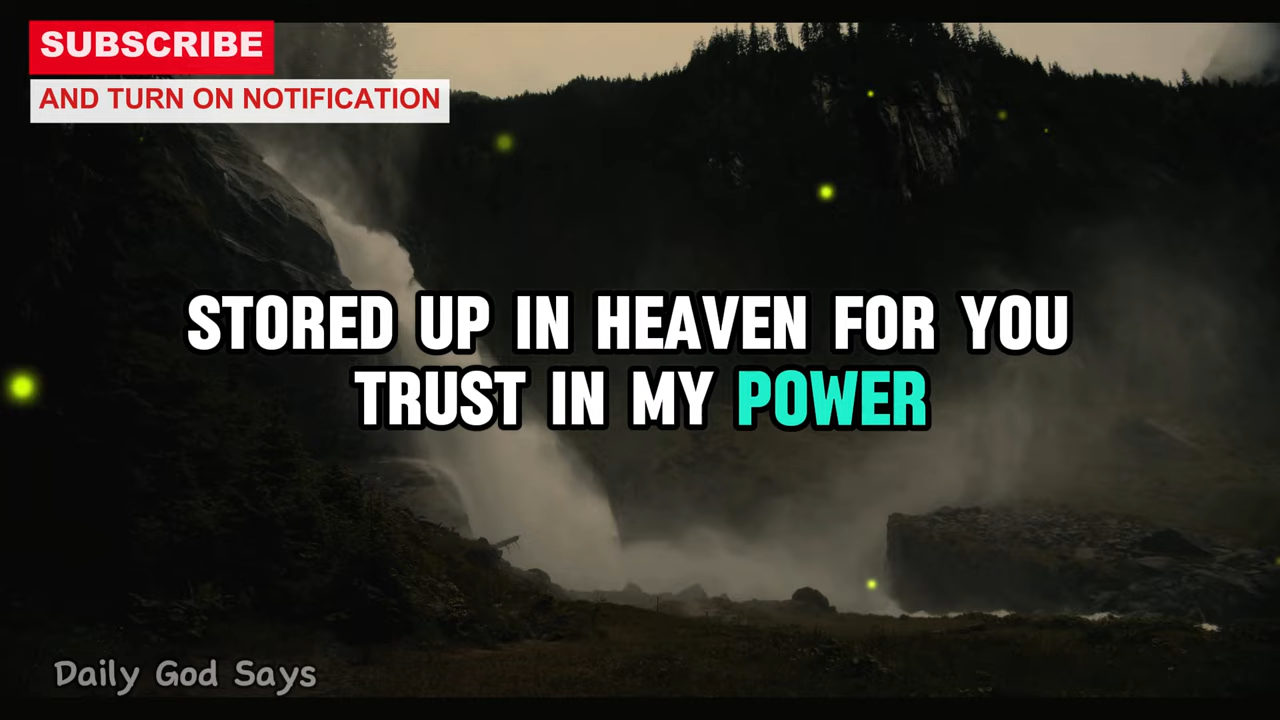 SUBSCRIBE
AND TURN ON NOTIFICATION
STORED UP IN HEAVEN FOR YOU
TRUST IN MY POWER
Daily God Says